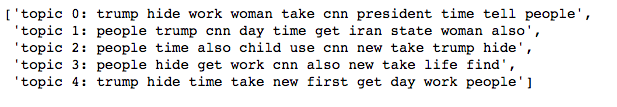 ['topic 0: trump hide work woman take cnn president time tell people',
'topic 1: people trump cnn day time get iran state woman also',
'topic 2: people time also child use cnn new take trump hide',
'topic 3: people hide get work cnn also new take life find',
'topic 4: trump hide time take new first get day work people']